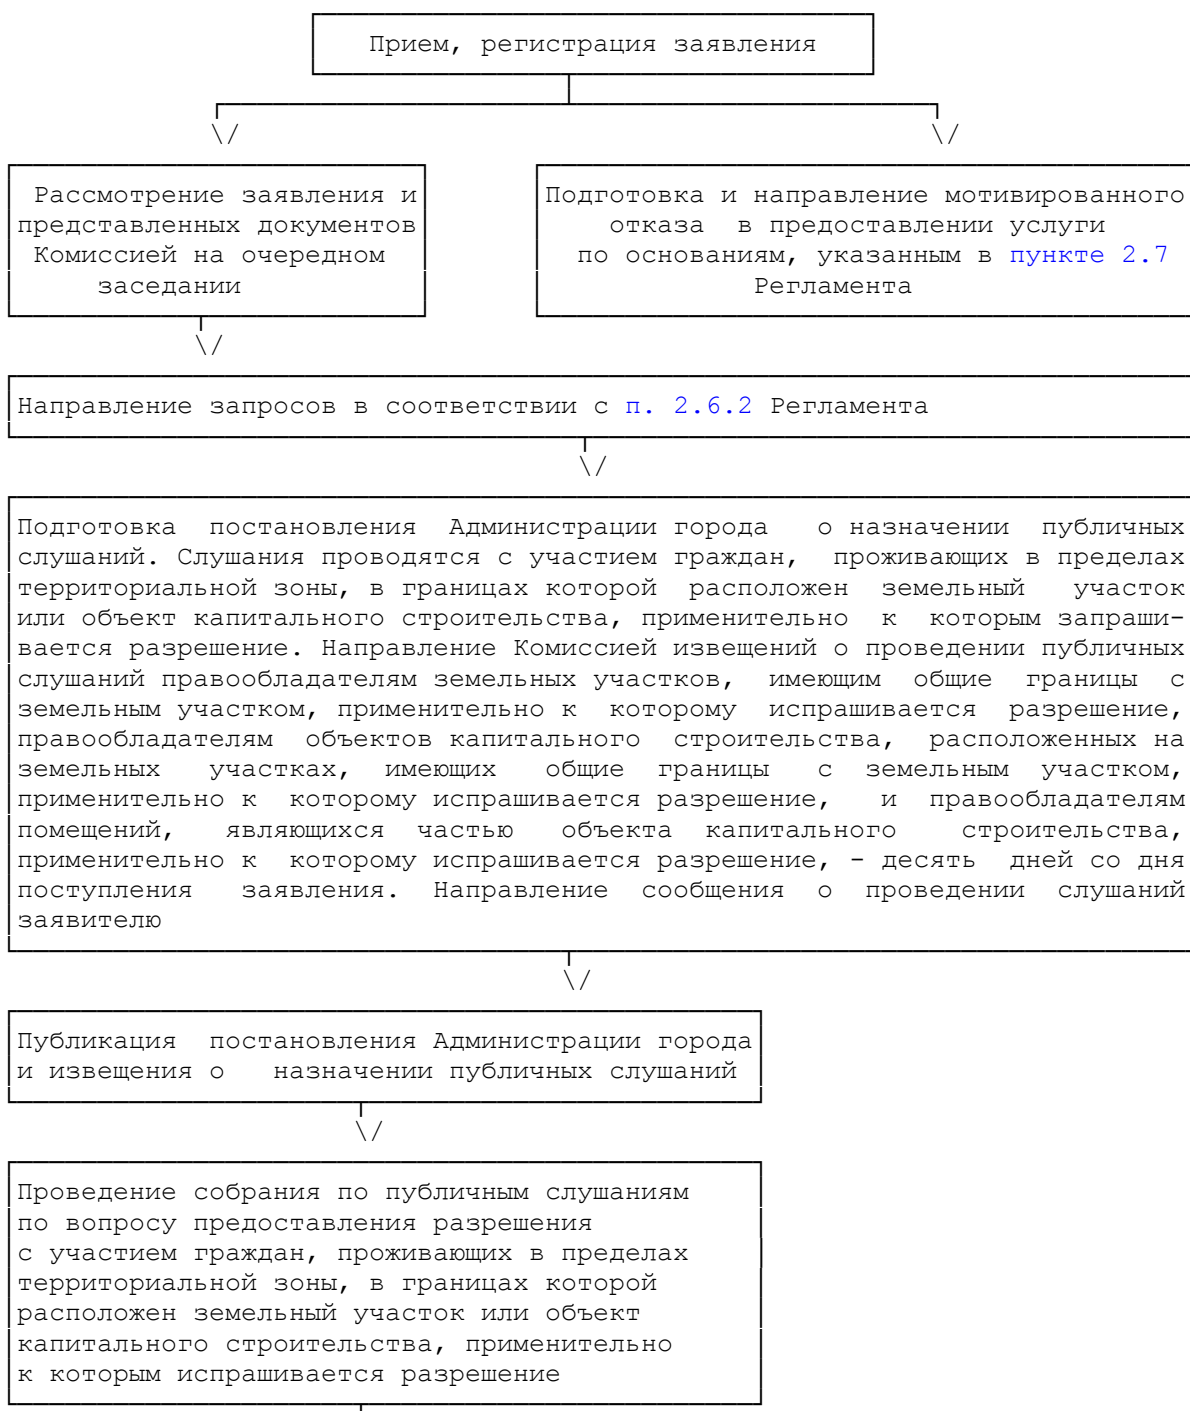 Прием, регистрация заявления
Рассмотрение заявления и
представленных документов
Комиссией на очередном
заседании
Подготовка и направление мотивированного
отказа в предоставлении услуги
по основаниям, указанным в пункте 2.7
Регламента
Направление запросов в соответствии с п. 2.6.2 Регламента
Подготовка постановления Администрации города о назначении публичных
слушаний. Слушания проводятся с участием граждан, проживающих в пределах
территориальной зоны, в границах которой расположен земельный участок
или объект капитального строительства, применительно к которым запраши-
вается разрешение. Направление Комиссией извещений о проведении публичных
слушаний правообладателям земельных участков, имеющим общие границы с
земельным участком, применительно к которому испрашивается разрешение,
правообладателям объектов капитального строительства, расположенных на
земельных участках, имеющих общие границы с земельным участком,
применительно к которому испрашивается разрешение, и правообладателям
помещений, являющихся частью объекта капитального строительства,
применительно к которому испрашивается разрешение, - десять дней со дня
поступления заявления. Направление сообщения о проведении слушаний
заявителю
Публикация постановления Администрации города
и извещения о назначении публичных слушаний
Проведение собрания по публичным слушаниям
по вопросу предоставления разрешения
с участием граждан, проживающих в пределах
территориальной зоны, в границах которой
расположен земельный участок или объект
капитального строительства, применительно
к которым испрашивается разрешение